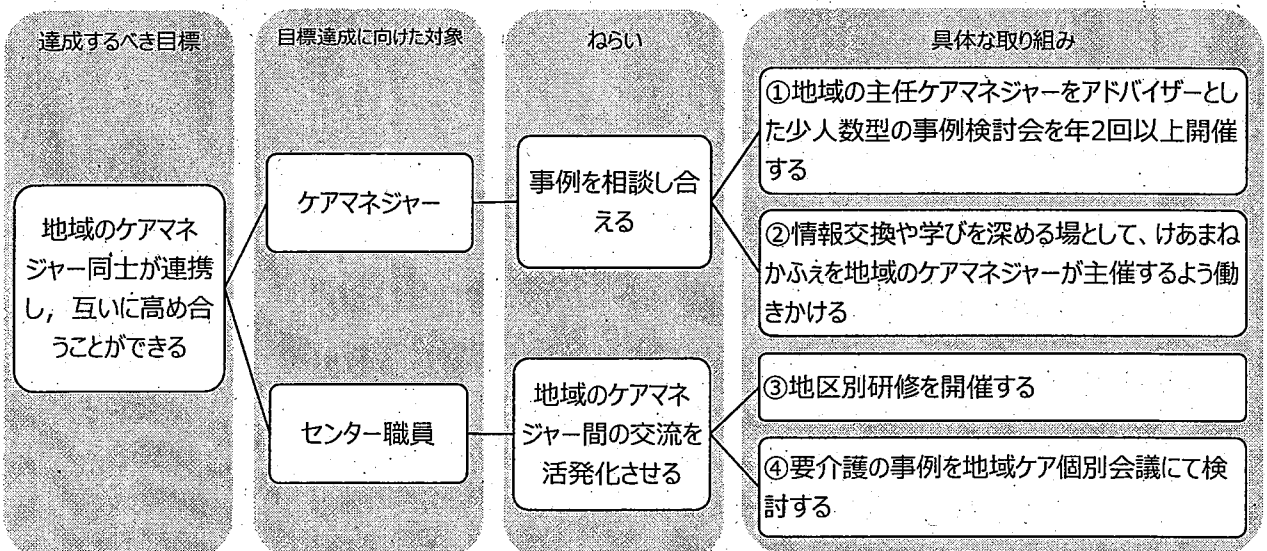 達成するべき目標
目標達成に向けた対象
ねらい
具体な取り組み
地域のケアマネ
ジャー同士が連携
し，互いに高め合
うことができる
ケアマネジャー
センター職員
事例を相談し合
える
地域のケアマネ
ジャー間の交流を
活発化させる
①地域の主任ケアマネジャーをアドバイザーとし
た少人数型の事例検討会を年2回以上開催
する
②情報交換や学びを深める場として、けあまね
かふぇを地域のケアマネジャーが主催するよう働
きかける
③地区別研修を開催する
④要介護の事例を地域ケア個別会議にて検
討する